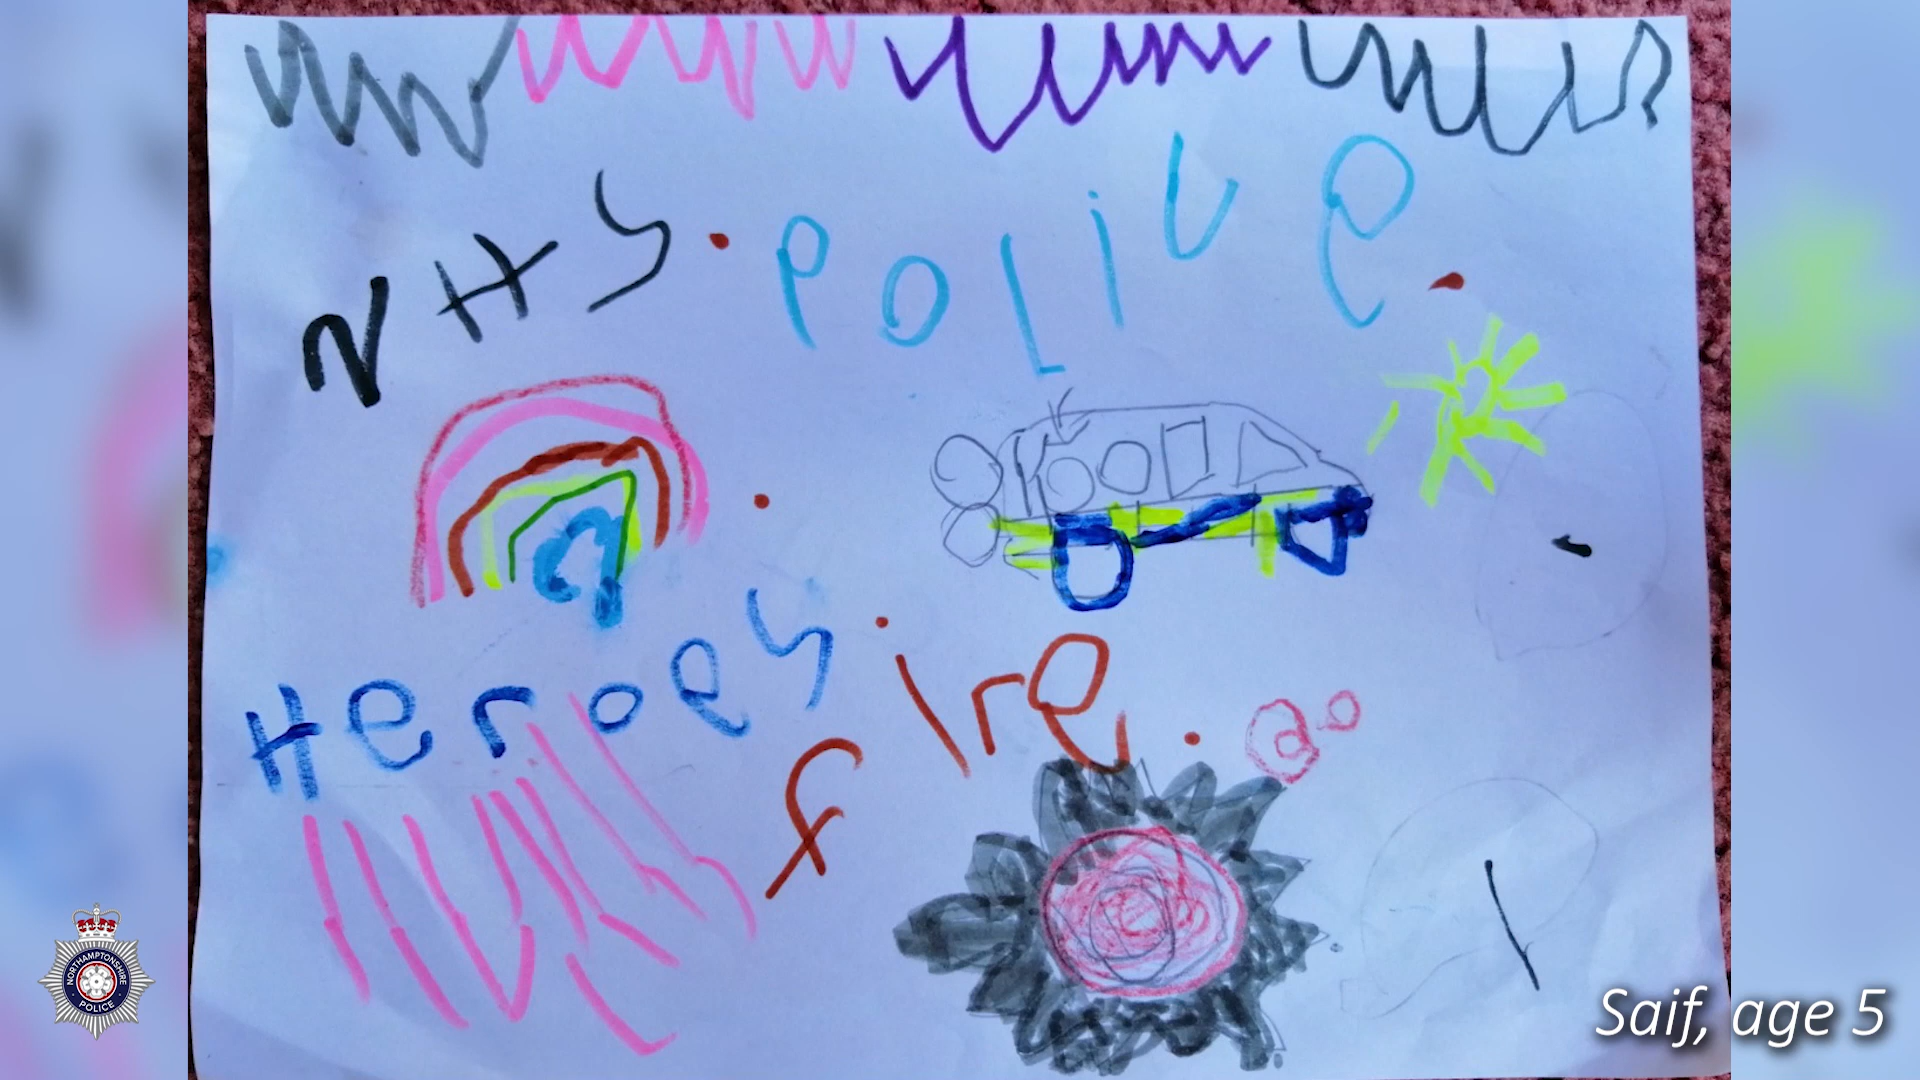 NHS. POLICe.
Heroes. fire.
NORTHAMPTONSHIRE
POLICE
Saif, age 5